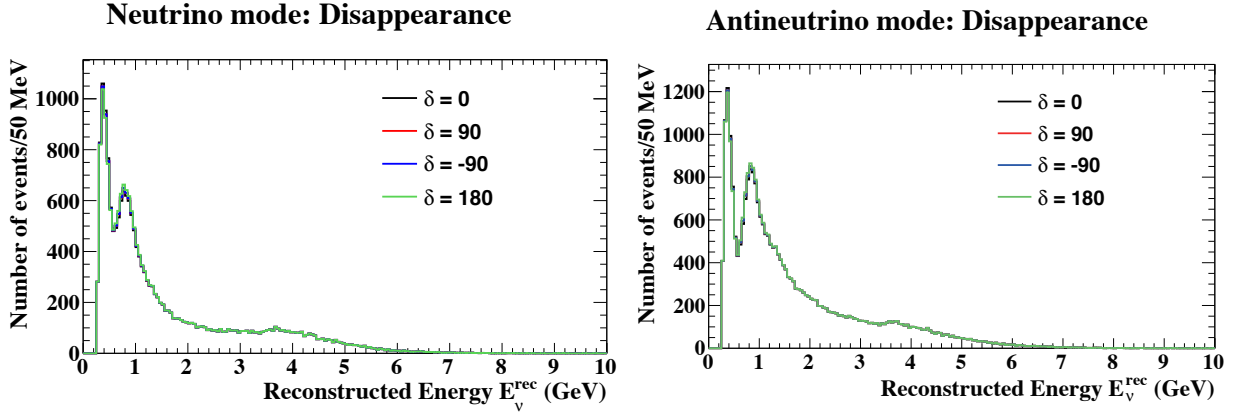 Neutrino mode: Disappearance
Number of events/50 MeV
1000
800
600
400
200
0
δ = 0
δ = 90
δ = -90
δ = 180
0 1 2 3 4 5 6 7 8 9 10
Reconstructed Energy E_ν^rec (GeV)
Antineutrino mode: Disappearance
Number of events/50 MeV
1200
1000
800
600
400
200
0
δ = 0
δ = 90
δ = -90
δ = 180
0 1 2 3 4 5 6 7 8 9 10
Reconstructed Energy E_ν^rec (GeV)